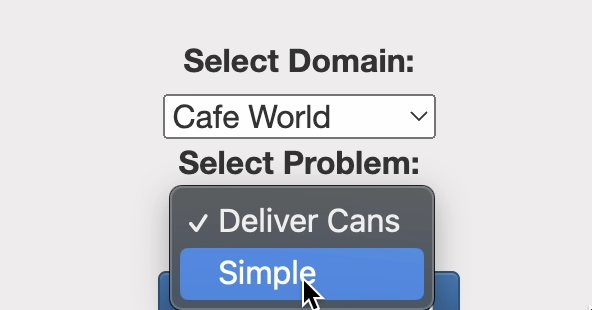 Select Domain:
Cafe World
Select Problem:
Deliver Cans
Simple